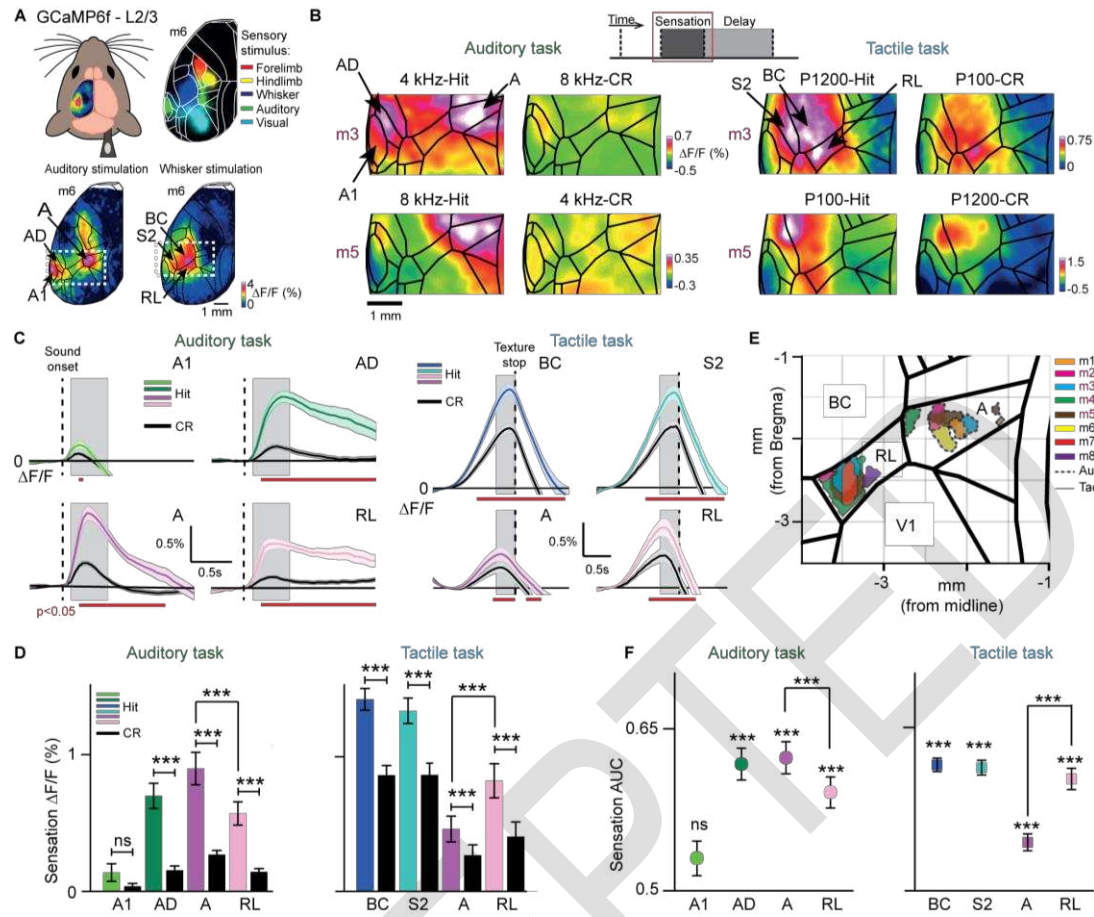 A
GCaMP6f - L2/3
m6
Sensory
stimulus:
Forelimb
Hindlimb
Whisker
Auditory
Visual
Auditory stimulation
m6
A
AD
A1
Whisker stimulation
m6
BC
S2
RL
4
ΔF/F (%)
0
1 mm
B
Time
Sensation
Delay
Auditory task
AD
4 kHz-Hit
A
8 kHz-CR
m3
A1
0.7
ΔF/F (%)
-0.5
8 kHz-Hit
4 kHz-CR
m5
0.35
-0.3
1 mm
Tactile task
S2
BC
P1200-Hit
RL
P100-CR
m3
0.75
0
P100-Hit
P1200-CR
m5
1.5
-0.5
C
Auditory task
Sound
onset
A1
Hit
CR
0
ΔF/F
AD
A
0.5%
0.5s
p<0.05
RL
Tactile task
Hit
CR
Texture
stop
BC
S2
ΔF/F
A
0.5%
0.5s
RL
E
-1
mm
(from Bregma)
-3
BC
RL
A
V1
-3
mm
-1
(from midline)
m1
m2
m3
m4
m5
m6
m7
m8
Au
Ta
D
Auditory task
Hit
CR
Sensation ΔF/F (%)
1
0
ns
***
***
***
***
A1 AD A RL
Tactile task
***
***
***
***
***
BC S2 A RL
F
Auditory task
Sensation AUC
0.65
0.5
ns
***
***
***
***
A1 AD A RL
Tactile task
***
***
***
***
***
BC S2 A RL
PTED